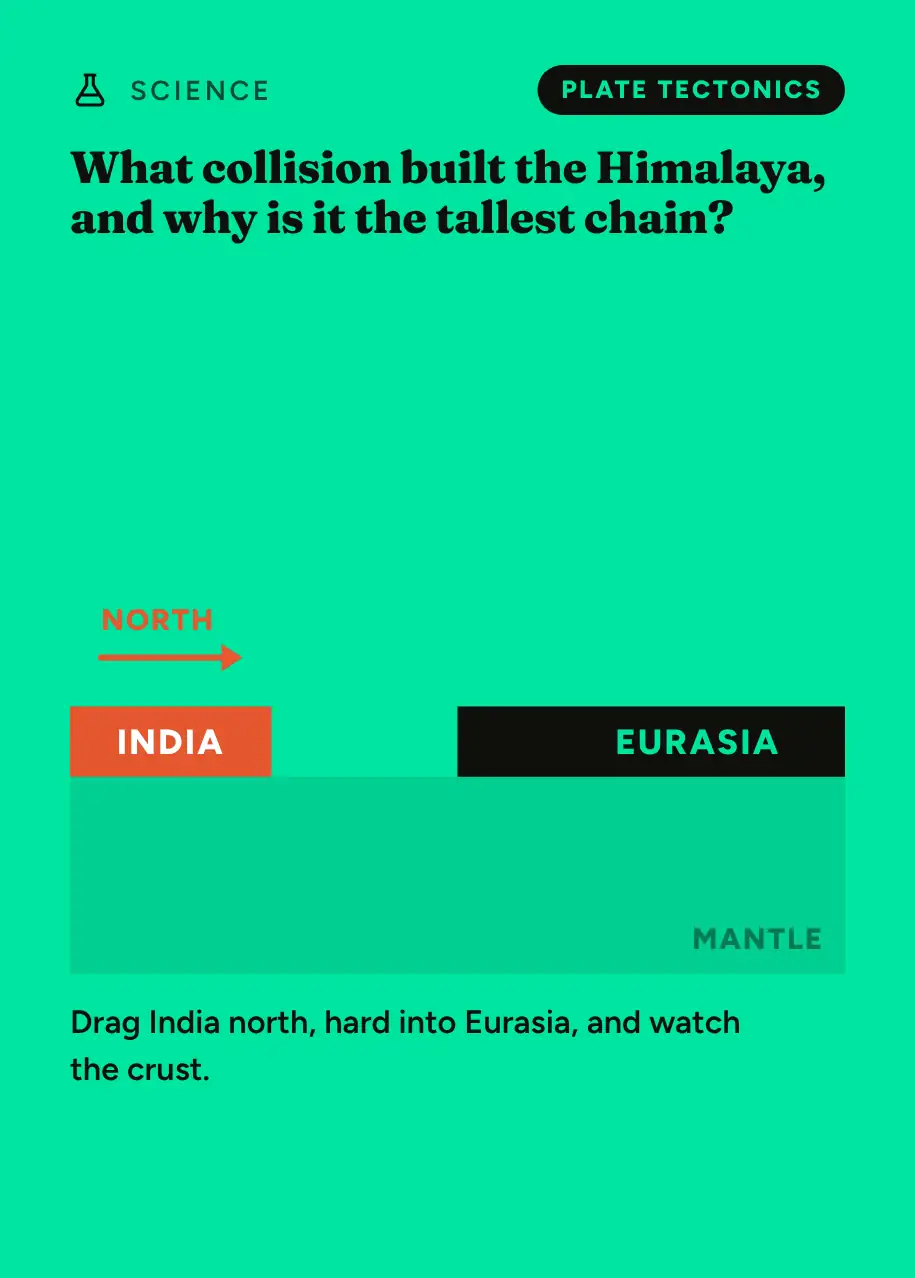 SCIENCE
PLATE TECTONICS
What collision built the Himalaya,
and why is it the tallest chain?
NORTH
INDIA
EURASIA
MANTLE
Drag India north, hard into Eurasia, and watch
the crust.